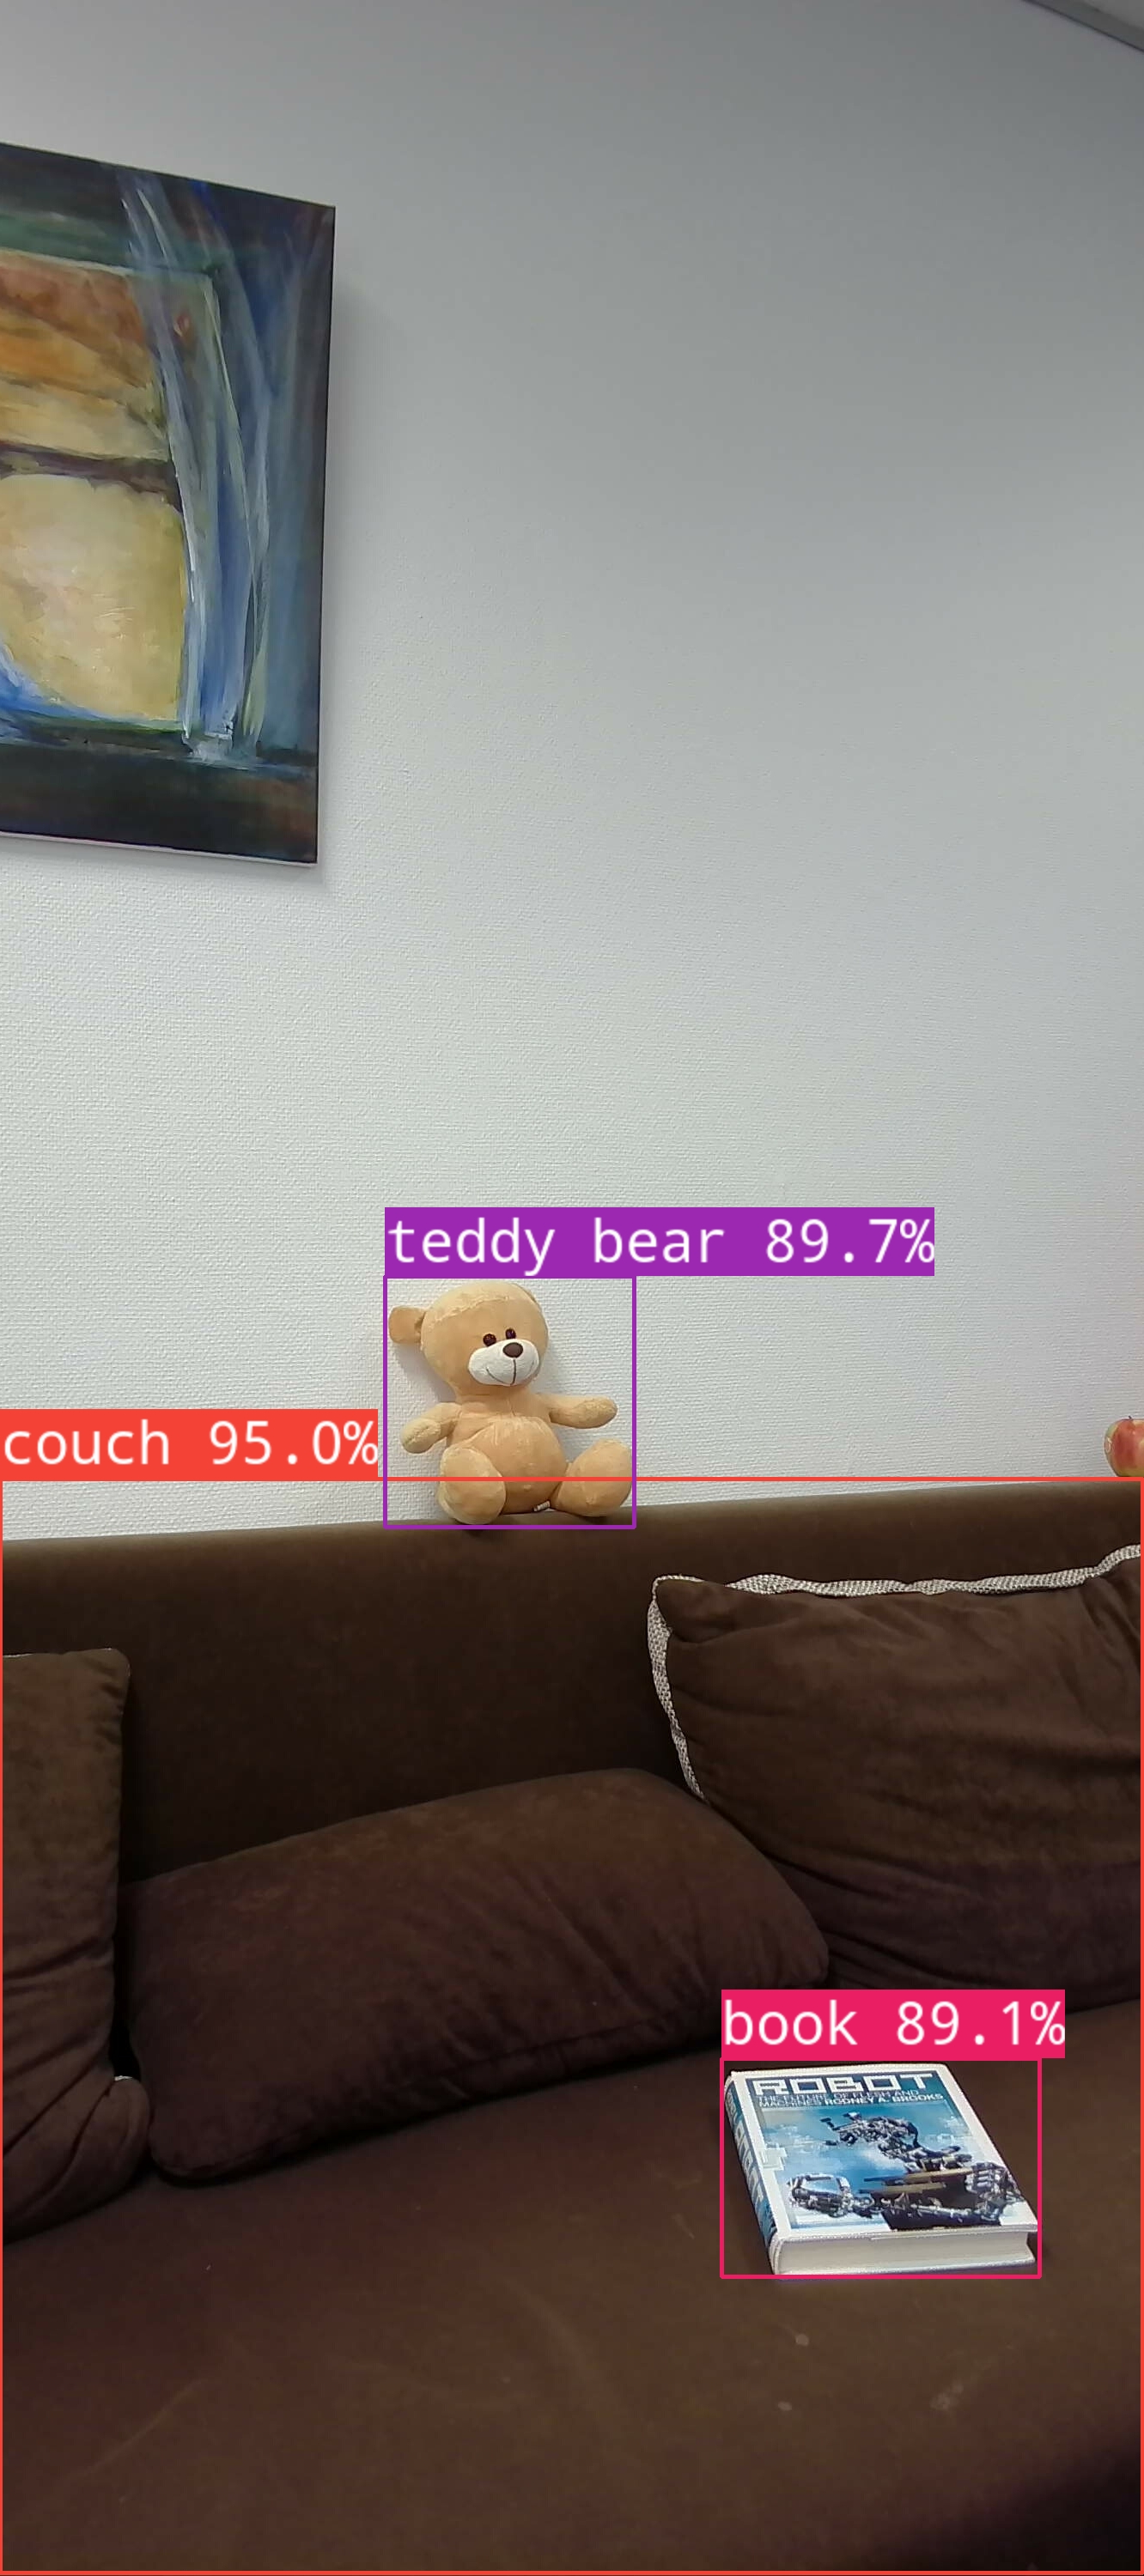 teddy bear 89.7%
couch 95.0%
book 89.1%
ROBOT
THE FUTURE OF FLESH AND
MACHINES RODNEY A. BROOKS